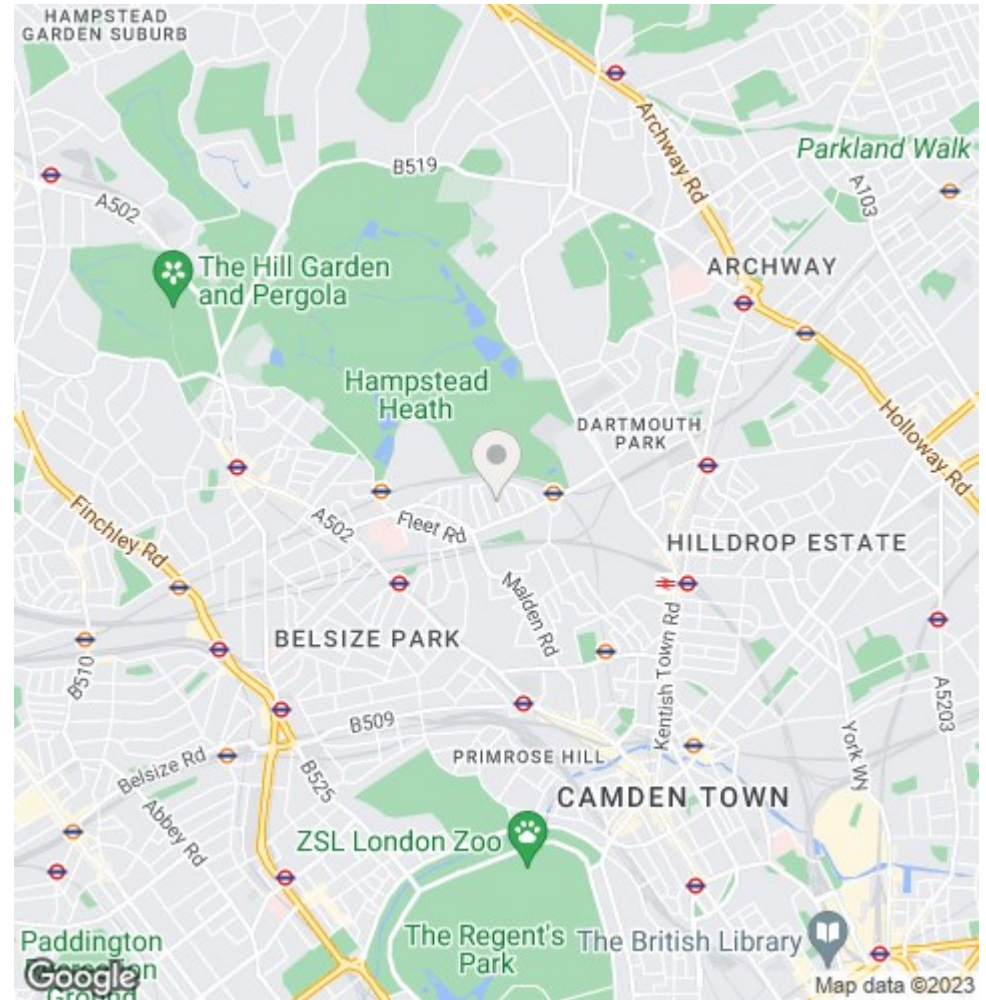 HAMPSTEAD
GARDEN SUBURB
Archway Rd
B519
Parkland Walk
A502
A103
The Hill Garden
and Pergola
ARCHWAY
Hampstead
Heath
DARTMOUTH
PARK
Holloway Rd
Finchley Rd
A502
Fleet Rd
HILLDROP ESTATE
Malden Rd
BELSIZE PARK
Kentish Town Rd
B510
A5203
B509
York WN
PRIMROSE HILL
Belsize Rd
B525
CAMDEN TOWN
Abbey Rd
ZSL London Zoo
The Regent's
Park
The British Library
Paddington
Ground
Google
Map data ©2023